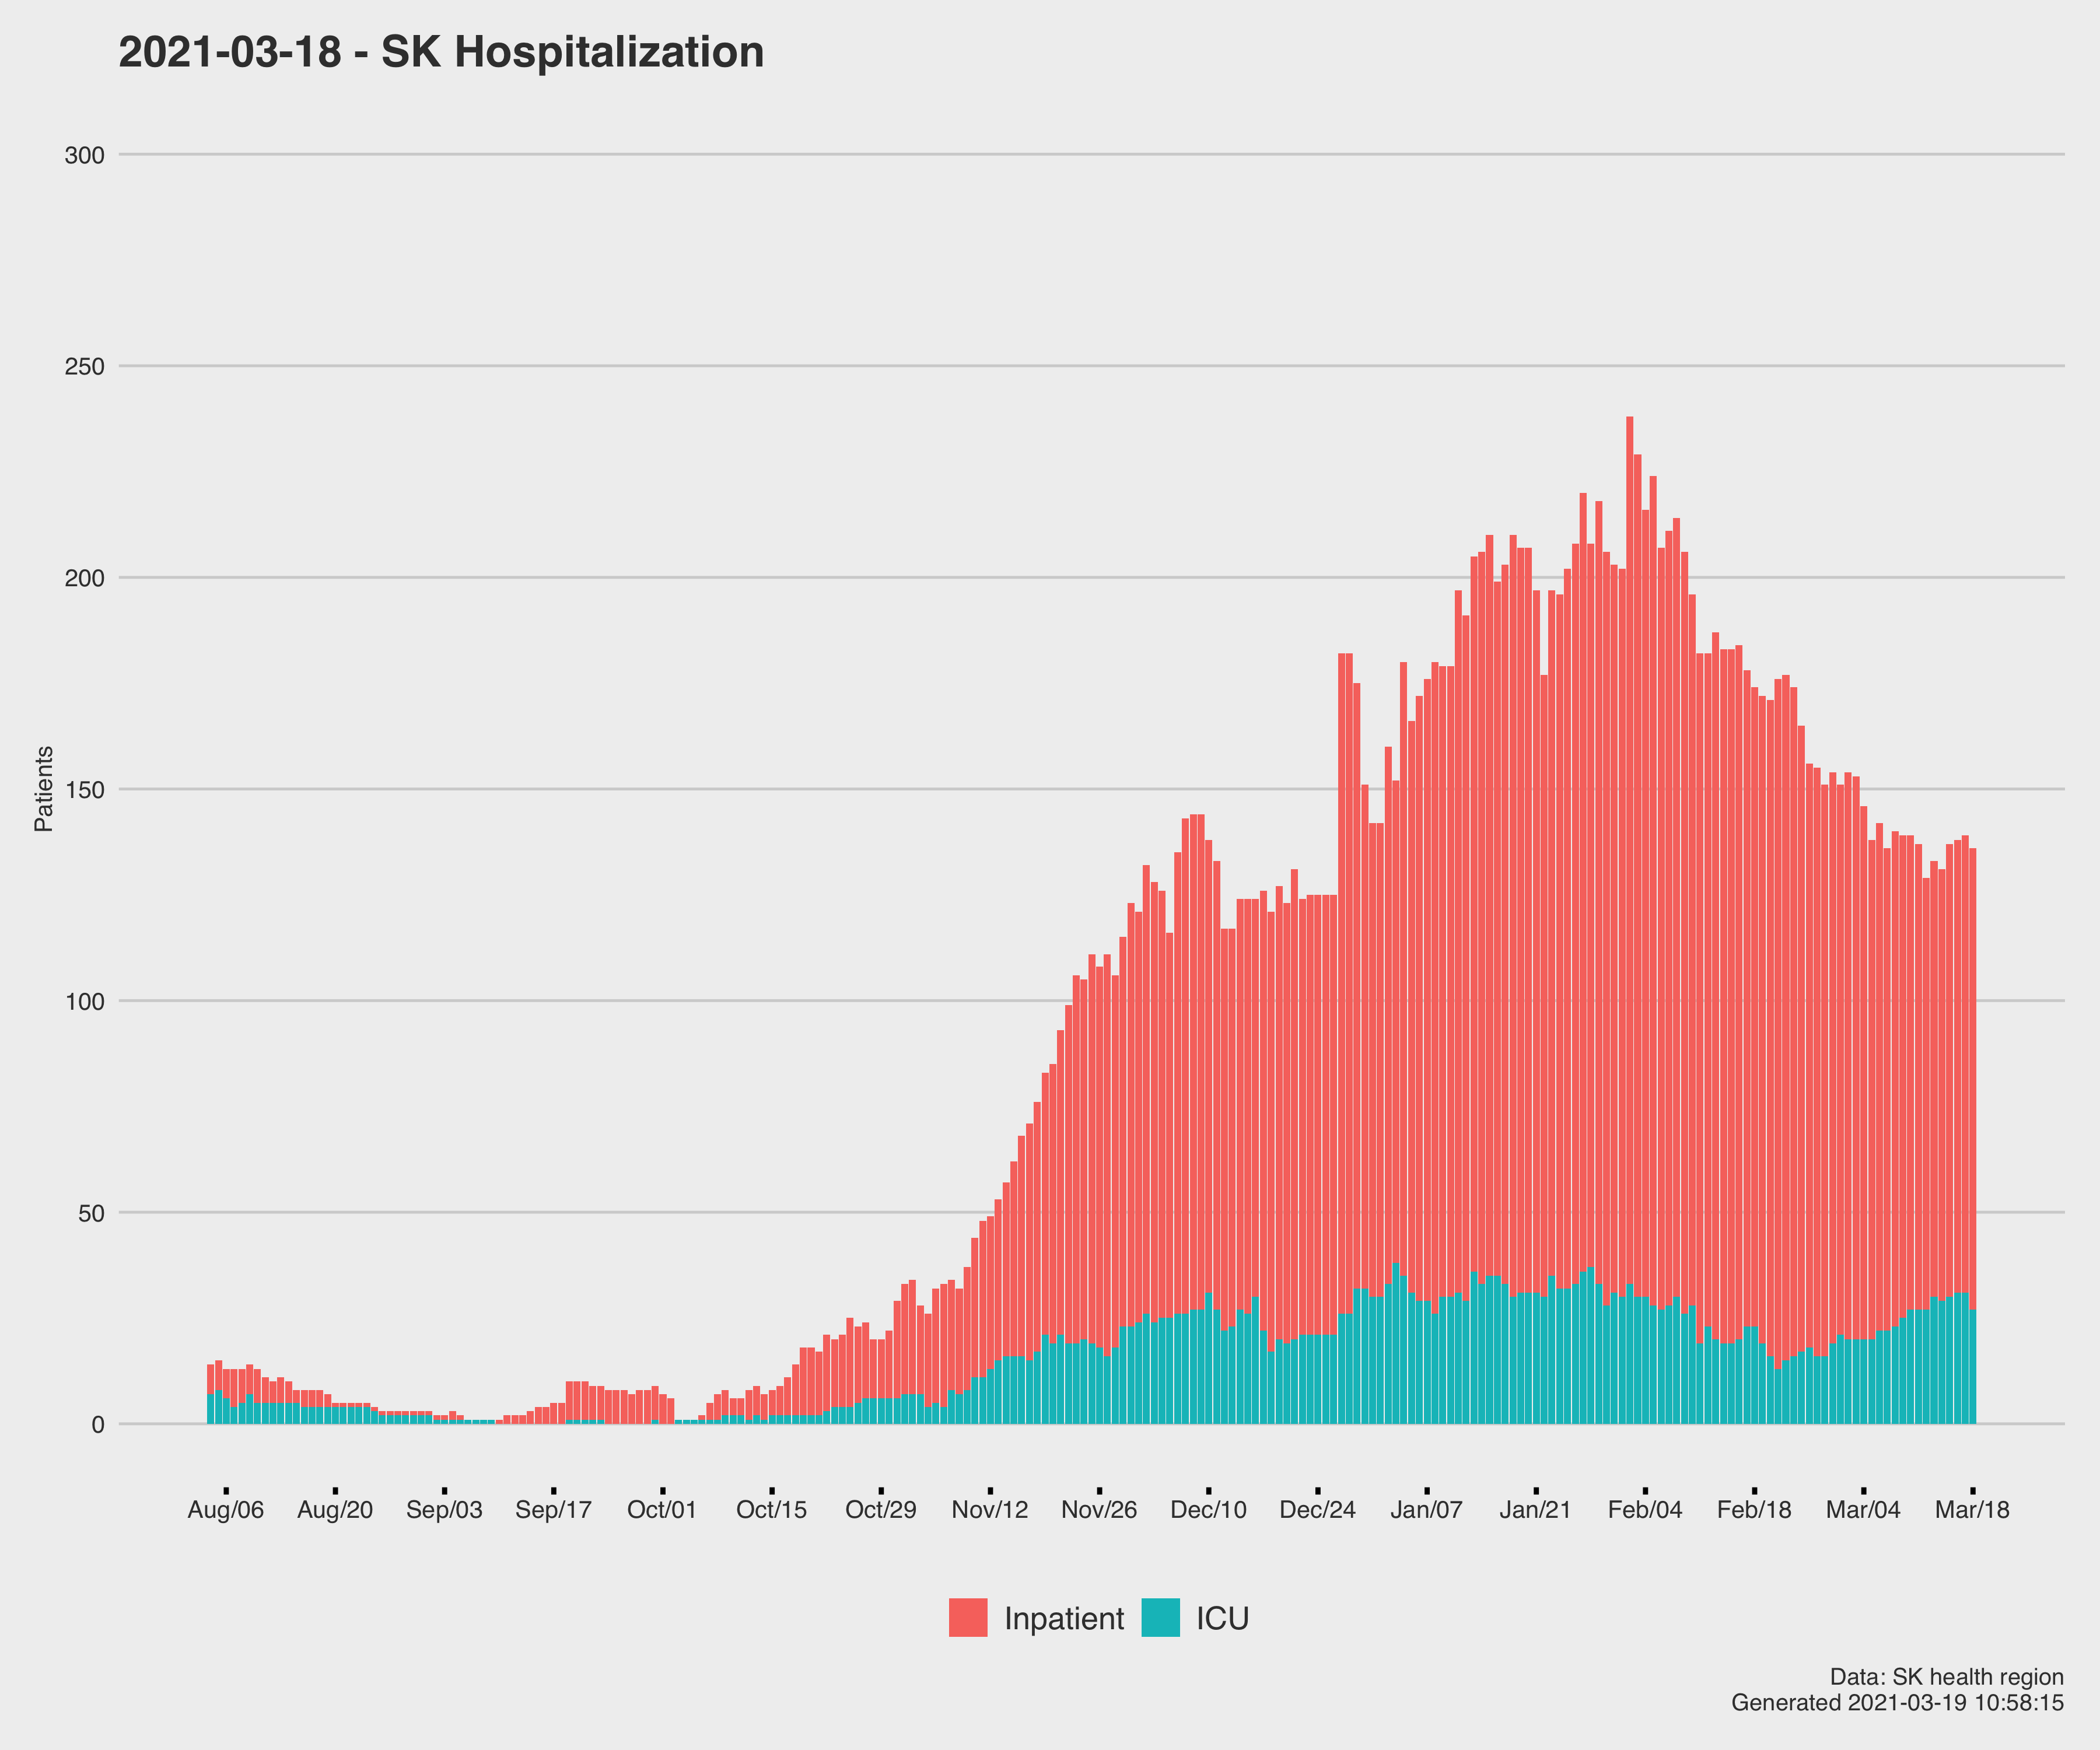 2021-03-18 - SK Hospitalization
300
250
200
150
100
50
0
Patients
Aug/06 Aug/20 Sep/03 Sep/17 Oct/01 Oct/15 Oct/29 Nov/12 Nov/26 Dec/10 Dec/24 Jan/07 Jan/21 Feb/04 Feb/18 Mar/04 Mar/18
Inpatient ICU
Data: SK health region
Generated 2021-03-19 10:58:15